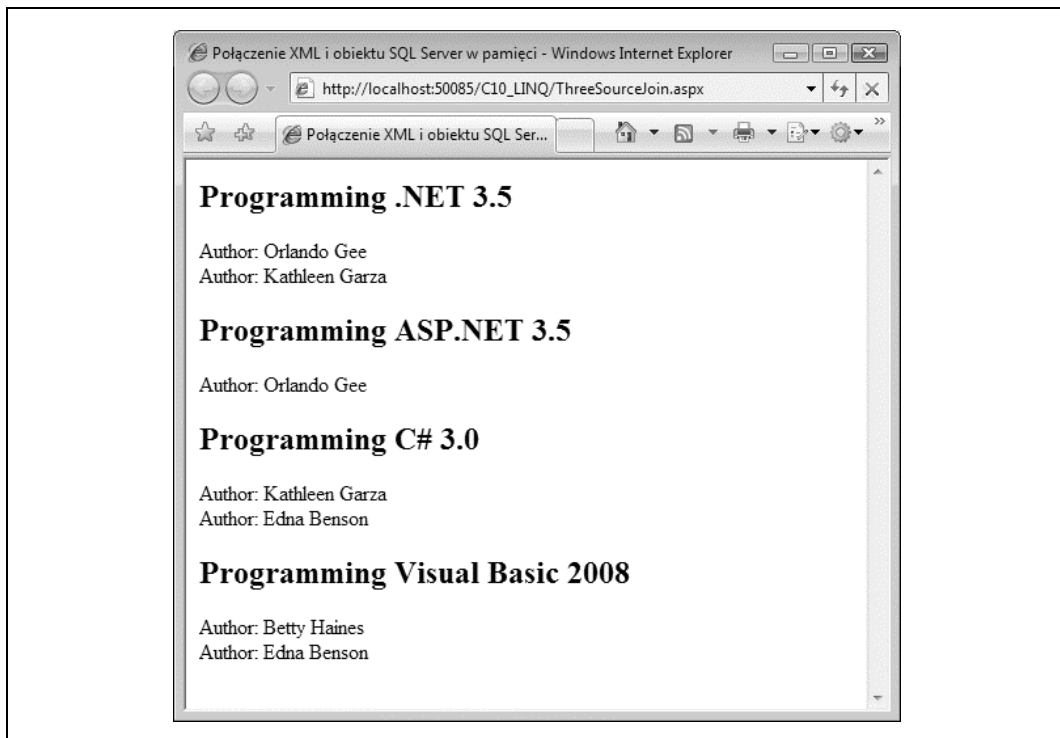 Połączenie XML i obiektu SQL Server w pamięci - Windows Internet Explorer
http://localhost:50085/C10_LINQ/ThreeSourceJoin.aspx
Połączenie XML i obiektu SQL Ser...
Programming .NET 3.5
Author: Orlando Gee
Author: Kathleen Garza
Programming ASP.NET 3.5
Author: Orlando Gee
Programming C# 3.0
Author: Kathleen Garza
Author: Edna Benson
Programming Visual Basic 2008
Author: Betty Haines
Author: Edna Benson